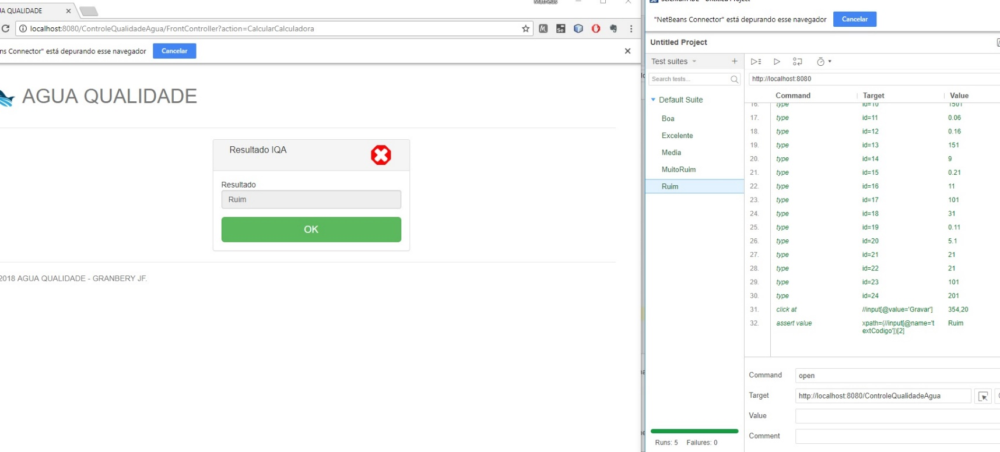 Matheus
UA QUALIDADE
localhost:8080/ControleQualidadeAgua/FrontController?action=CalcularCalculadora
ns Connector" está depurando esse navegador
Cancelar
AGUA QUALIDADE
Resultado IQA
Resultado
Ruim
OK
2018 AGUA QUALIDADE - GRANBERY JF.
Selenium IDE - Untitled Project
"NetBeans Connector" está depurando esse navegador
Cancelar
Untitled Project
Test suites
Search tests...
Default Suite
Boa
Excelente
Media
MuitoRuim
Ruim
Runs: 5 Failures: 0
http://localhost:8080
Command Target Value
16. type id=10 1501
17. type id=11 0.06
18. type id=12 0.16
19. type id=13 151
20. type id=14 9
21. type id=15 0.21
22. type id=16 11
23. type id=17 101
24. type id=18 31
25. type id=19 0.11
26. type id=20 5.1
27. type id=21 21
28. type id=22 21
29. type id=23 101
30. type id=24 201
31. click at //input[@value='Gravar'] 354,20
32. assert value xpath=(//input[@name='t Ruim
extCodigo'])[2]
Command open
Target http://localhost:8080/ControleQualidadeAgua
Value
Comment